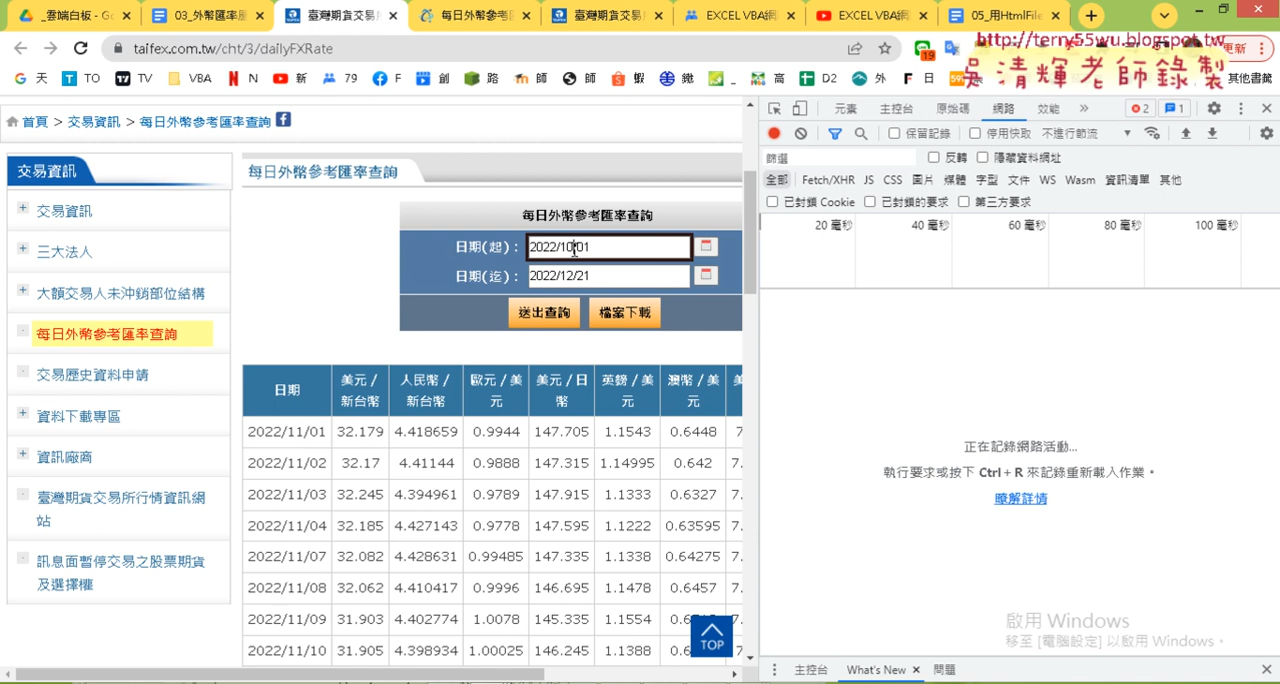 _雲端白板 - Go
03_外幣匯率歷
臺灣期貨交易所
每日外幣參考匯
臺灣期貨交易所
EXCEL VBA網
EXCEL VBA網
05_用HtmlFile
taifex.com.tw/cht/3/dailyFXRate
更新
http://terry55wu.blogspot.tw
吳清輝老師錄製
天 TO TV VBA N 新 79 F 創 路 師 師 蝦 _ 高 D2 外 日 其他書籤
首頁 > 交易資訊 > 每日外幣參考匯率查詢
交易資訊
交易資訊
三大法人
大額交易人未沖銷部位結構
每日外幣參考匯率查詢
交易歷史資料申請
資料下載專區
資訊廠商
臺灣期貨交易所行情資訊網
站
訊息面暫停交易之股票期貨
及選擇權
每日外幣參考匯率查詢
每日外幣參考匯率查詢
日期(起)： 2022/10/01
日期(迄)： 2022/12/21
送出查詢 檔案下載
日期 美元 / 新台幣 人民幣 / 新台幣 歐元 / 美元 美元 / 日幣 英鎊 / 美元 澳幣 / 美元
2022/11/01 32.179 4.418659 0.9944 147.705 1.1543 0.6448 7
2022/11/02 32.17 4.41144 0.9888 147.315 1.14995 0.642 7.
2022/11/03 32.245 4.394961 0.9789 147.915 1.1333 0.6327 7.
2022/11/04 32.185 4.427143 0.9778 147.595 1.1222 0.63595 7.
2022/11/07 32.082 4.428631 0.99485 147.335 1.1338 0.64275 7.
2022/11/08 32.062 4.410417 0.9996 146.695 1.1478 0.6457 7.
2022/11/09 31.903 4.402774 1.0078 145.335 1.1554
2022/11/10 31.905 4.398934 1.00025 146.245 1.1388
TOP
元素 主控台 原始碼 網路 效能 2 1
保留記錄 停用快取 不進行節流
篩選 反轉 隱藏資料網址
全部 Fetch/XHR JS CSS 圖片 媒體 字型 文件 WS Wasm 資訊清單 其他
已封鎖 Cookie 已封鎖的要求 第三方要求
20 毫秒 40 毫秒 60 毫秒 80 毫秒 100 毫秒
正在記錄網路活動...
執行要求或按下 Ctrl + R 來記錄重新載入作業。
瞭解詳情
啟用 Windows
移至 [電腦設定] 以啟用 Windows。
主控台 What's New 問題